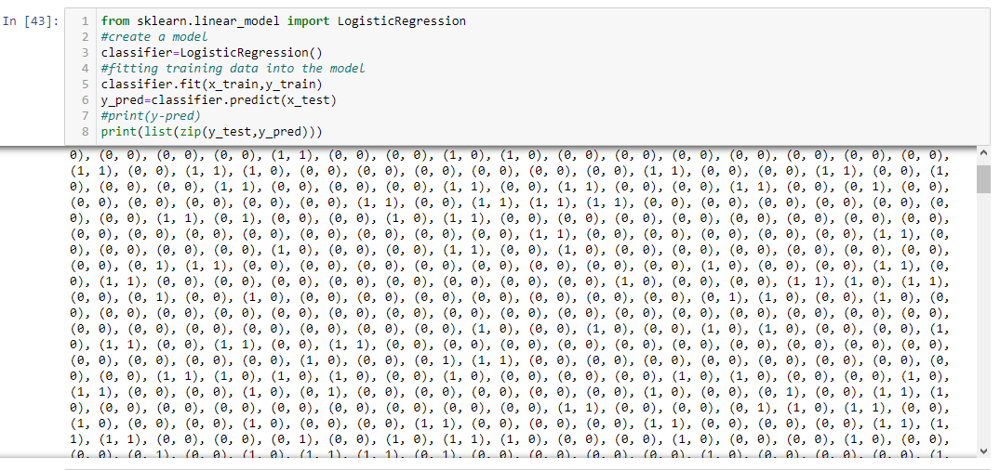 In [43]:
1 from sklearn.linear_model import LogisticRegression
2 #create a model
3 classifier=LogisticRegression()
4 #fitting training data into the model
5 classifier.fit(x_train,y_train)
6 y_pred=classifier.predict(x_test)
7 #print(y-pred)
8 print(list(zip(y_test,y_pred)))
0), (0, 0), (0, 0), (0, 0), (1, 1), (0, 0), (0, 0), (1, 0), (1, 0), (0, 0), (0, 0), (0, 0), (0, 0), (0, 0), (0, 0), (0, 0),
(1, 1), (0, 0), (1, 1), (1, 0), (0, 0), (0, 0), (0, 0), (0, 0), (0, 0), (0, 0), (1, 1), (0, 0), (0, 0), (1, 1), (0, 0), (1,
0), (0, 0), (0, 0), (1, 1), (0, 0), (0, 0), (0, 0), (1, 1), (0, 0), (1, 1), (0, 0), (0, 0), (1, 1), (0, 0), (0, 1), (0, 0),
(0, 0), (0, 0), (0, 0), (0, 0), (0, 0), (1, 1), (0, 0), (1, 1), (1, 1), (1, 1), (0, 0), (0, 0), (0, 0), (0, 0), (0, 0), (0,
0), (0, 0), (1, 1), (0, 1), (0, 0), (0, 0), (1, 0), (1, 1), (0, 0), (0, 0), (0, 0), (0, 0), (0, 0), (0, 0), (0, 0), (0, 0),
(0, 0), (0, 0), (0, 0), (0, 0), (0, 0), (0, 0), (0, 0), (0, 0), (1, 1), (0, 0), (0, 0), (0, 0), (0, 0), (0, 0), (1, 1), (0,
0), (0, 0), (0, 0), (0, 0), (1, 0), (0, 0), (0, 0), (1, 1), (0, 0), (1, 0), (0, 0), (0, 0), (0, 0), (0, 0), (0, 0), (0, 0),
(0, 0), (0, 1), (1, 1), (0, 0), (0, 0), (0, 0), (0, 0), (0, 0), (0, 0), (0, 0), (0, 0), (1, 0), (0, 0), (0, 0), (1, 1), (0,
0), (1, 1), (0, 0), (0, 0), (0, 0), (0, 0), (0, 0), (0, 0), (0, 0), (0, 0), (1, 0), (0, 0), (0, 0), (1, 1), (1, 0), (1, 1),
(0, 0), (0, 1), (0, 0), (1, 0), (0, 0), (0, 0), (0, 0), (0, 0), (0, 0), (0, 0), (0, 0), (0, 1), (1, 0), (0, 0), (1, 0), (0,
0), (0, 0), (0, 0), (0, 0), (0, 0), (0, 0), (0, 0), (0, 0), (0, 0), (0, 0), (0, 0), (0, 0), (0, 0), (0, 0), (0, 0), (0, 0),
(0, 0), (0, 0), (0, 0), (0, 0), (0, 0), (0, 0), (0, 0), (1, 0), (0, 0), (1, 0), (0, 0), (1, 0), (1, 0), (0, 0), (0, 0), (1,
0), (1, 1), (0, 0), (1, 1), (0, 0), (1, 1), (0, 0), (0, 0), (0, 0), (0, 0), (0, 0), (0, 0), (0, 0), (0, 0), (0, 0), (0, 0),
(0, 0), (0, 0), (0, 0), (0, 0), (1, 0), (0, 0), (0, 1), (1, 1), (0, 0), (0, 0), (0, 0), (0, 0), (0, 0), (0, 0), (0, 0), (0,
0), (0, 0), (1, 1), (1, 0), (1, 0), (1, 0), (0, 0), (1, 0), (0, 0), (0, 0), (0, 0), (1, 0), (1, 0), (0, 0), (0, 0), (1, 0),
(1, 1), (0, 0), (0, 0), (1, 0), (0, 1), (0, 0), (0, 0), (0, 0), (0, 0), (0, 0), (1, 0), (0, 0), (0, 1), (0, 0), (1, 1), (1,
0), (0, 0), (0, 0), (0, 0), (0, 0), (0, 0), (0, 0), (0, 0), (0, 0), (1, 1), (0, 0), (0, 0), (0, 1), (1, 0), (1, 1), (0, 0),
(1, 0), (0, 0), (0, 0), (1, 0), (0, 0), (0, 0), (1, 1), (0, 0), (0, 0), (0, 0), (1, 1), (0, 0), (0, 0), (0, 0), (1, 1), (1,
1), (1, 1), (0, 0), (0, 0), (0, 1), (0, 0), (1, 0), (1, 1), (1, 0), (0, 0), (0, 0), (1, 0), (0, 0), (0, 0), (1, 0), (0, 0),
(0, 0), (0, 1), (0, 0), (1, 0), (1, 1), (1, 1), (0, 1), (0, 0), (0, 0), (0, 0), (0, 0), (1, 0), (0, 0), (0, 0), (0, 0), (1,